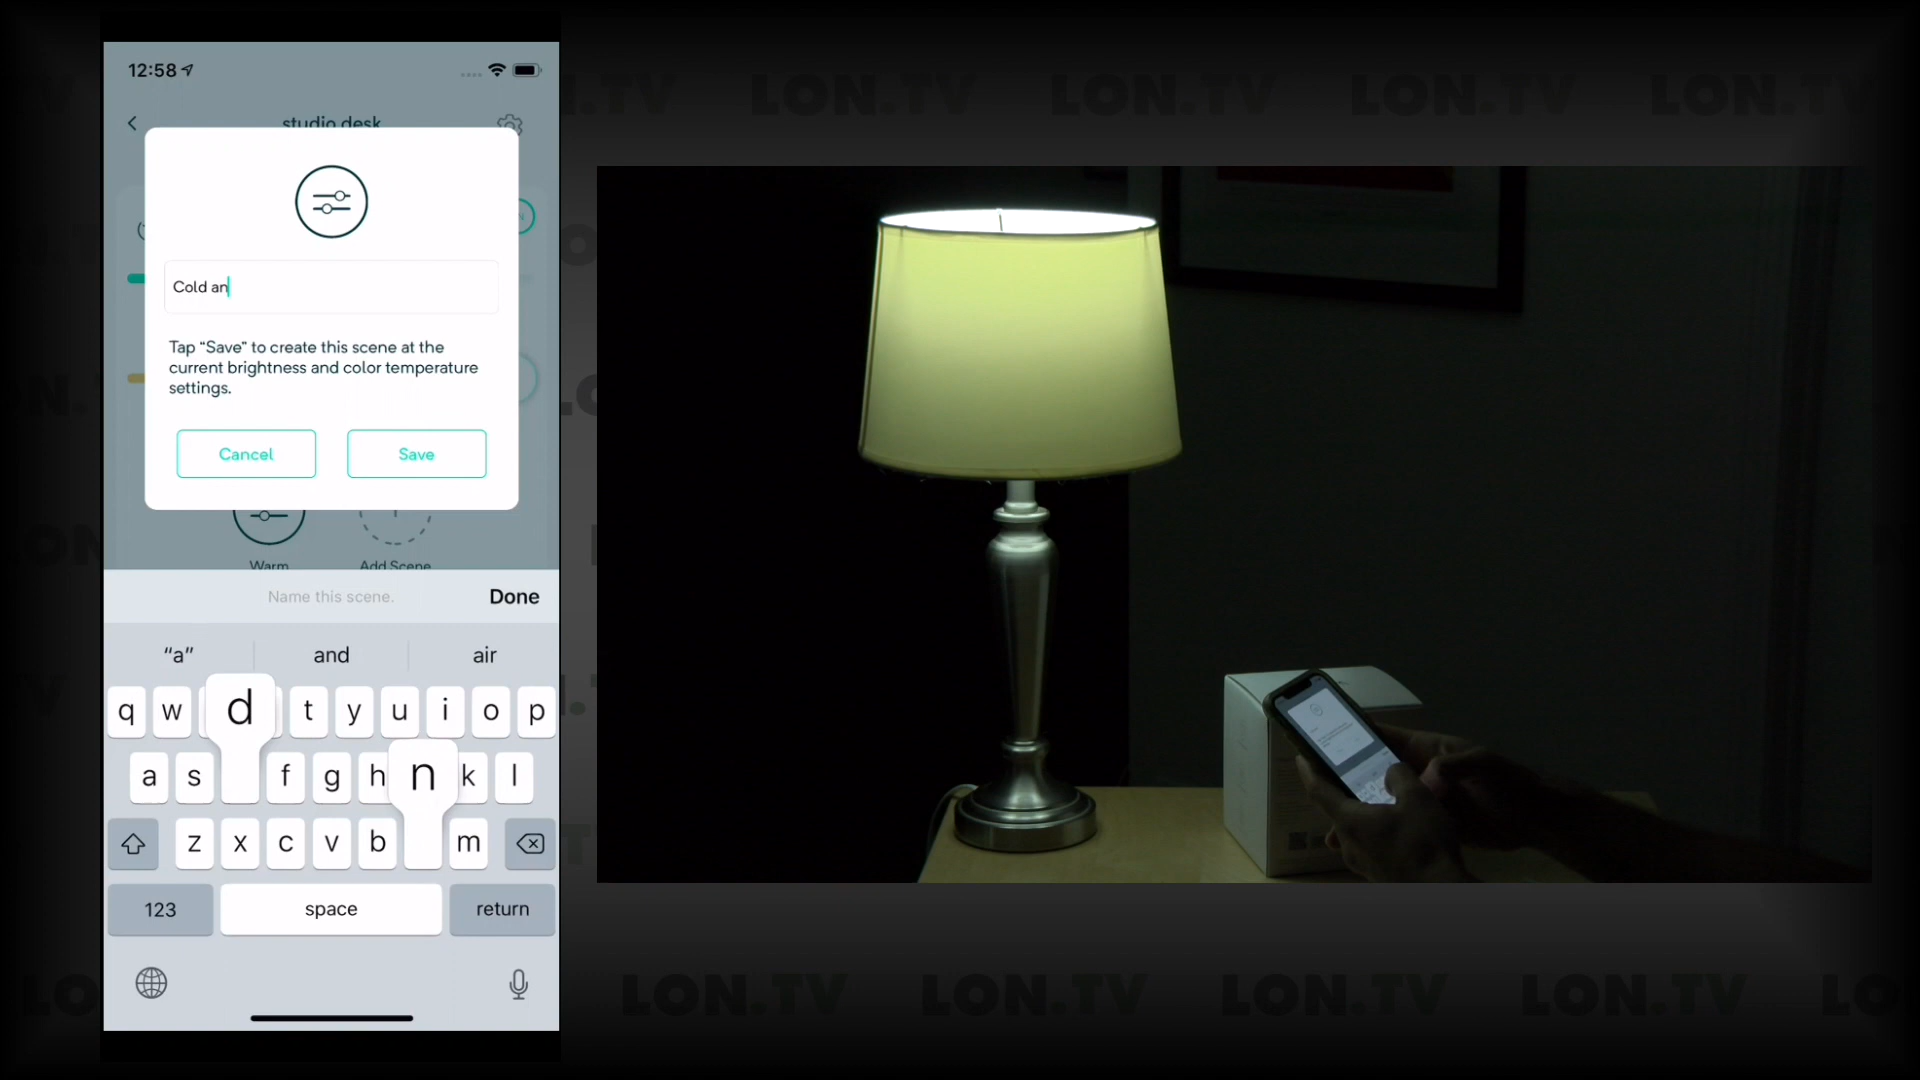 12:58
studio desk
Cold an
Tap “Save” to create this scene at the
current brightness and color temperature
settings.
Cancel
Save
Warm
Add Scene
Name this scene.
Done
“a”
and
air
q w d t y u i o p
a s f g h n k l
z x c v b m
123
space
return
LON.TV LON.TV LON.TV LON.TV
LON.TV LON.TV LON.TV LON.TV